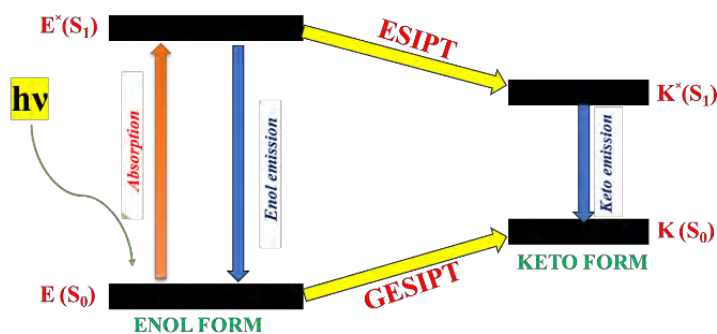 E*(S₁)
ESIPT
hν
Absorption
Enol emission
K*(S₁)
Keto emission
K (S₀)
KETO FORM
GESIPT
E (S₀)
ENOL FORM